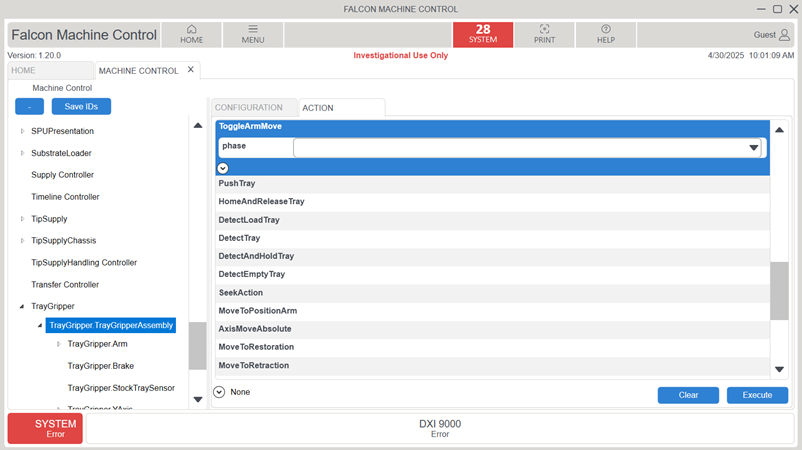 FALCON MACHINE CONTROL
Falcon Machine Control
HOME
MENU
28
SYSTEM
PRINT
HELP
Guest
Version: 1.20.0
Investigational Use Only
4/30/2025 10:01:09 AM
HOME
MACHINE CONTROL X
Machine Control
-
Save IDs
SPUPresentation
SubstrateLoader
Supply Controller
Timeline Controller
TipSupply
TipSupplyChassis
TipSupplyHandling Controller
Transfer Controller
TrayGripper
TrayGripper.TrayGripperAssembly
TrayGripper.Arm
TrayGripper.Brake
TrayGripper.StockTraySensor
TrayGripper.YAxis
CONFIGURATION
ACTION
ToggleArmMove
phase
PushTray
HomeAndReleaseTray
DetectLoadTray
DetectTray
DetectAndHoldTray
DetectEmptyTray
SeekAction
MoveToPositionArm
AxisMoveAbsolute
MoveToRestoration
MoveToRetraction
None
Clear
Execute
SYSTEM
Error
DXI 9000
Error